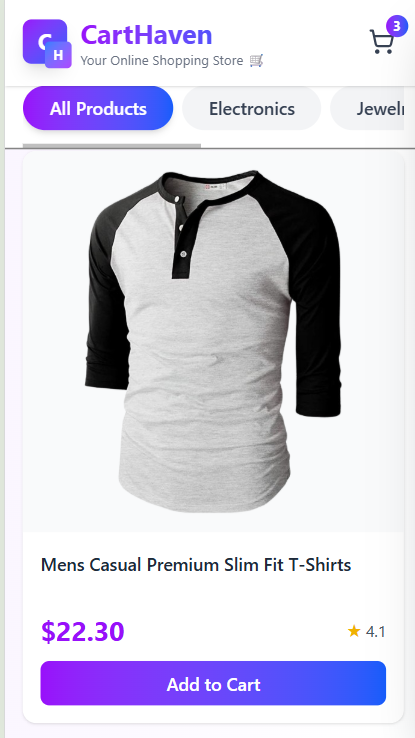 C
H
CartHaven
Your Online Shopping Store 🛒
3
All Products
Electronics
Jewelr
Mens Casual Premium Slim Fit T-Shirts
$22.30
★ 4.1
Add to Cart